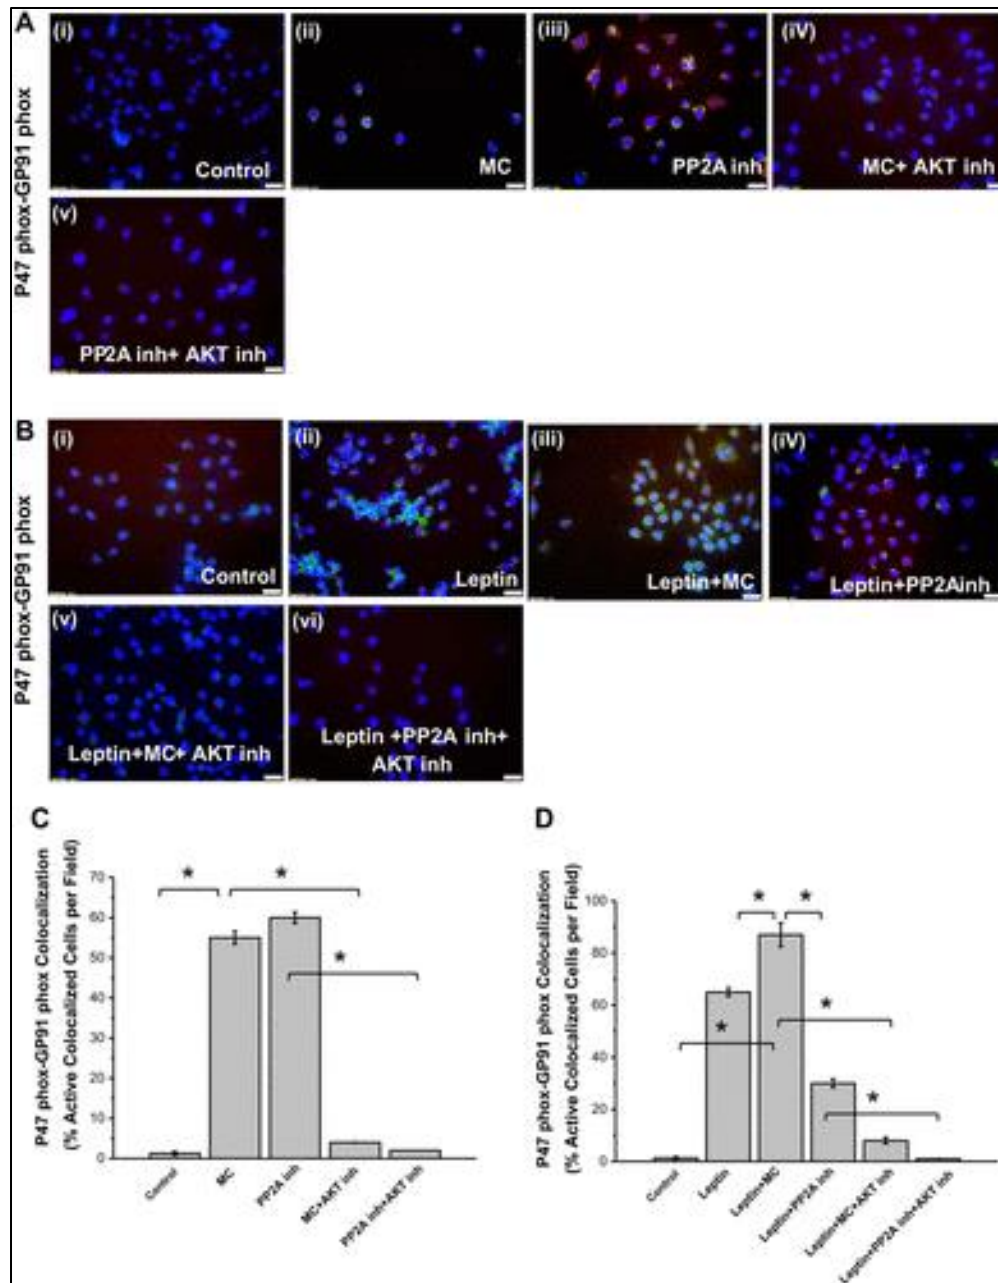 A
P47 phox-GP91 phox
(i)
Control
(ii)
MC
(iii)
PP2A inh
(iV)
MC+ AKT inh
(v)
PP2A inh+ AKT inh
B
P47 phox-GP91 phox
(i)
Control
(ii)
Leptin
(iii)
Leptin+MC
(iV)
Leptin+PP2Ainh
(v)
Leptin+MC+ AKT inh
(vi)
Leptin +PP2A inh+
AKT inh
C
P47 phox-GP91 phox Colocalization
(% Active Colocalized Cells per Field)
70
60
50
40
30
20
10
0
*
*
*
Control
MC
PP2A inh
MC+AKT inh
PP2A inh+AKT inh
D
P47 phox-GP91 phox Colocalization
(% Active Colocalized Cells per Field)
100
80
60
40
20
0
*
*
*
*
*
Control
Leptin
Leptin+MC
Leptin+PP2A inh
Leptin+MC+AKT inh
Leptin+PP2A inh+AKT inh